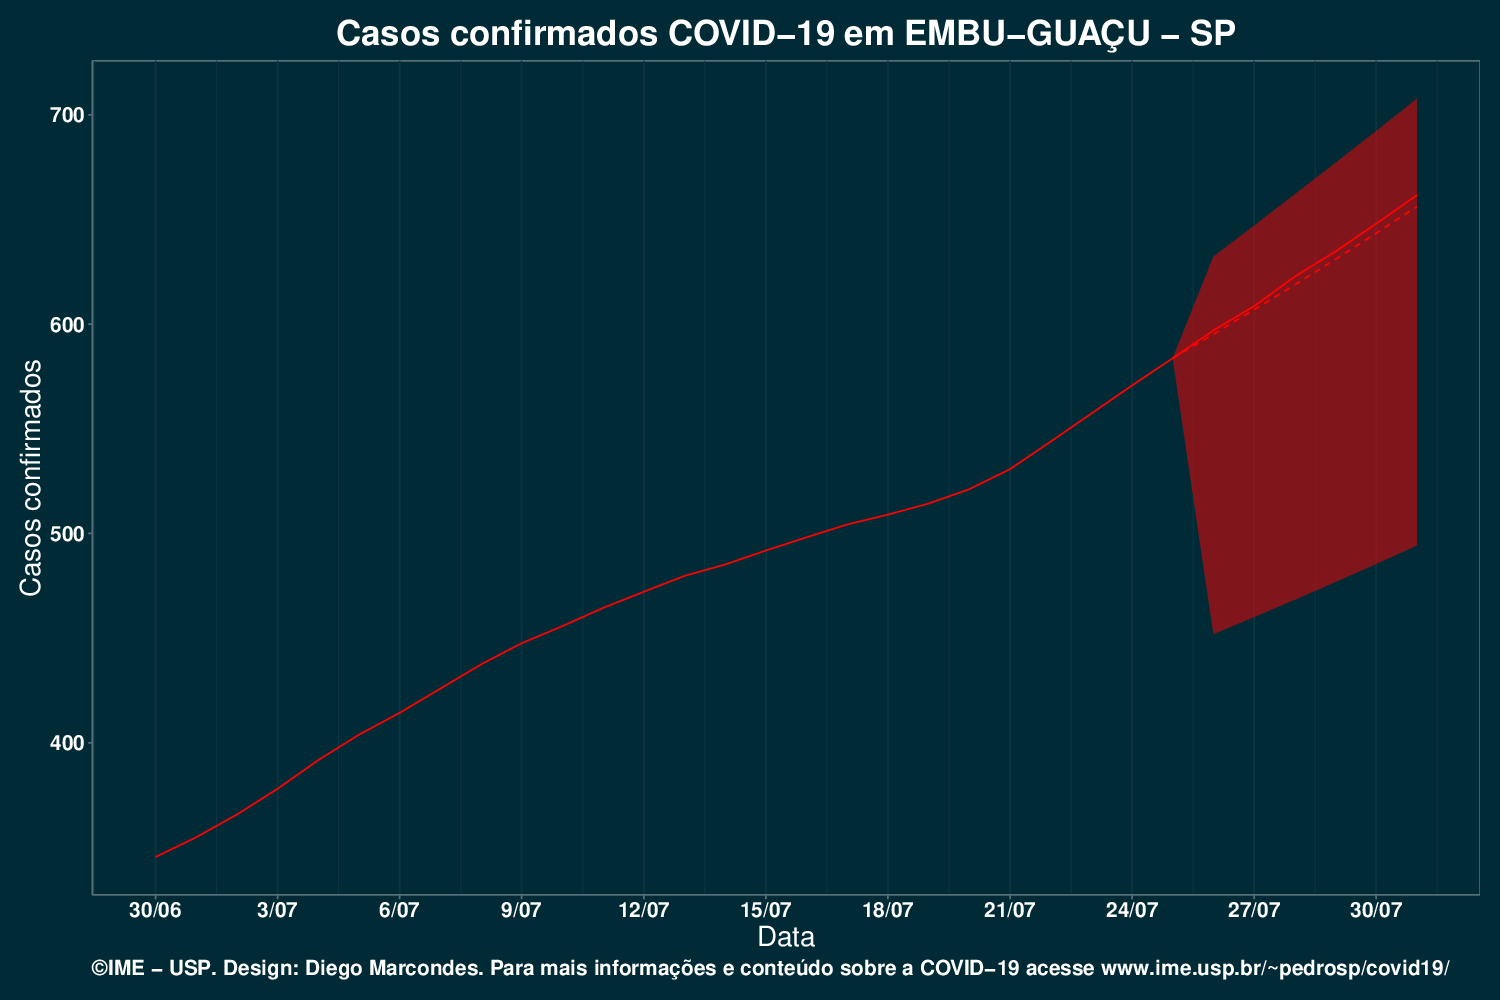 Casos confirmados COVID−19 em EMBU−GUAÇU − SP
700
600
500
400
Casos confirmados
30/06 3/07 6/07 9/07 12/07 15/07 18/07 21/07 24/07 27/07 30/07
Data
©IME − USP. Design: Diego Marcondes. Para mais informações e conteúdo sobre a COVID−19 acesse www.ime.usp.br/~pedrosp/covid19/